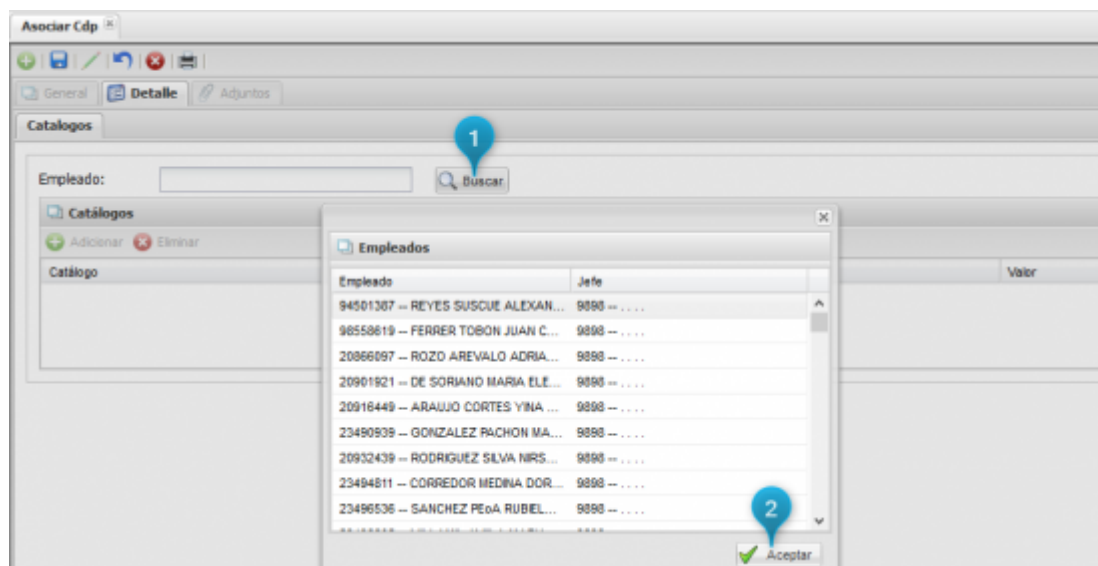 Asociar Cdp
General Detalle Adjuntos
Catalogos
1
Empleado: Buscar
Catálogos
Adicionar Eliminar
Catálogo Valor
Empleados
Empleado Jefe
94501387 -- REYES SUSCUE ALEXAN... 9898 -- . . . .
98558619 -- FERRER TOBON JUAN C... 9898 -- . . . .
20866097 -- ROZO AREVALO ADRIA... 9898 -- . . . .
20901921 -- DE SORIANO MARIA ELE... 9898 -- . . . .
20916449 -- ARAUJO CORTES YINA ... 9898 -- . . . .
23490939 -- GONZALEZ PACHON MA... 9898 -- . . . .
20932439 -- RODRIGUEZ SILVA NIRS... 9898 -- . . . .
23494811 -- CORREDOR MEDINA DOR... 9898 -- . . . .
23496536 -- SANCHEZ PEoA RUBIEL... 9898 -- . . . .
2
Aceptar